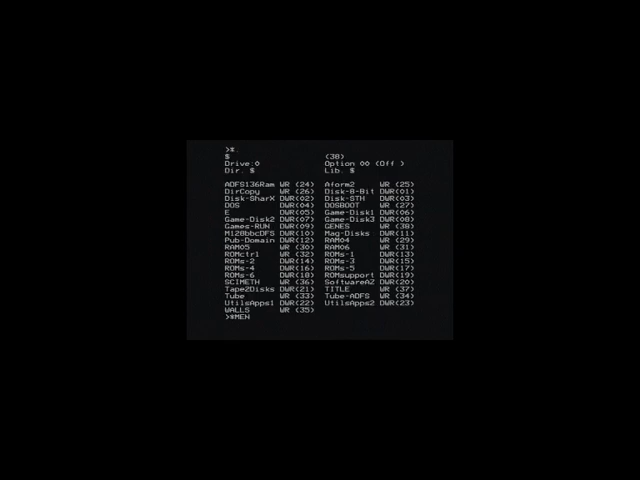 >*.
$ (38)
Drive:0 Option 00 (Off )
Dir. $ Lib. $
ADFS136Ram WR (24) Aform2 WR (25)
DirCopy WR (26) Disk-8-Bit DWR(01)
Disk-SharX DWR(02) Disk-STH DWR(03)
DOS DWR(04) DOSBOOT WR (27)
E DWR(05) Game-Disk1 DWR(06)
Game-Disk2 DWR(07) Game-Disk3 DWR(08)
Games-RUN DWR(09) GENES WR (38)
M128bbcDFS DWR(10) Mag-Disks DWR(11)
Pub-Domain DWR(12) RAM04 WR (29)
RAM05 WR (30) RAM06 WR (31)
ROMctrl WR (32) ROMs-1 DWR(13)
ROMs-2 DWR(14) ROMs-3 DWR(15)
ROMs-4 DWR(16) ROMs-5 DWR(17)
ROMs-6 DWR(18) ROMsupport DWR(19)
SCIMETH WR (36) SoftwareAZ DWR(20)
Tape2Disks DWR(21) TITLE WR (37)
Tube WR (33) Tube-ADFS WR (34)
UtilsApps1 DWR(22) UtilsApps2 DWR(23)
WALLS WR (35)
>*MEN